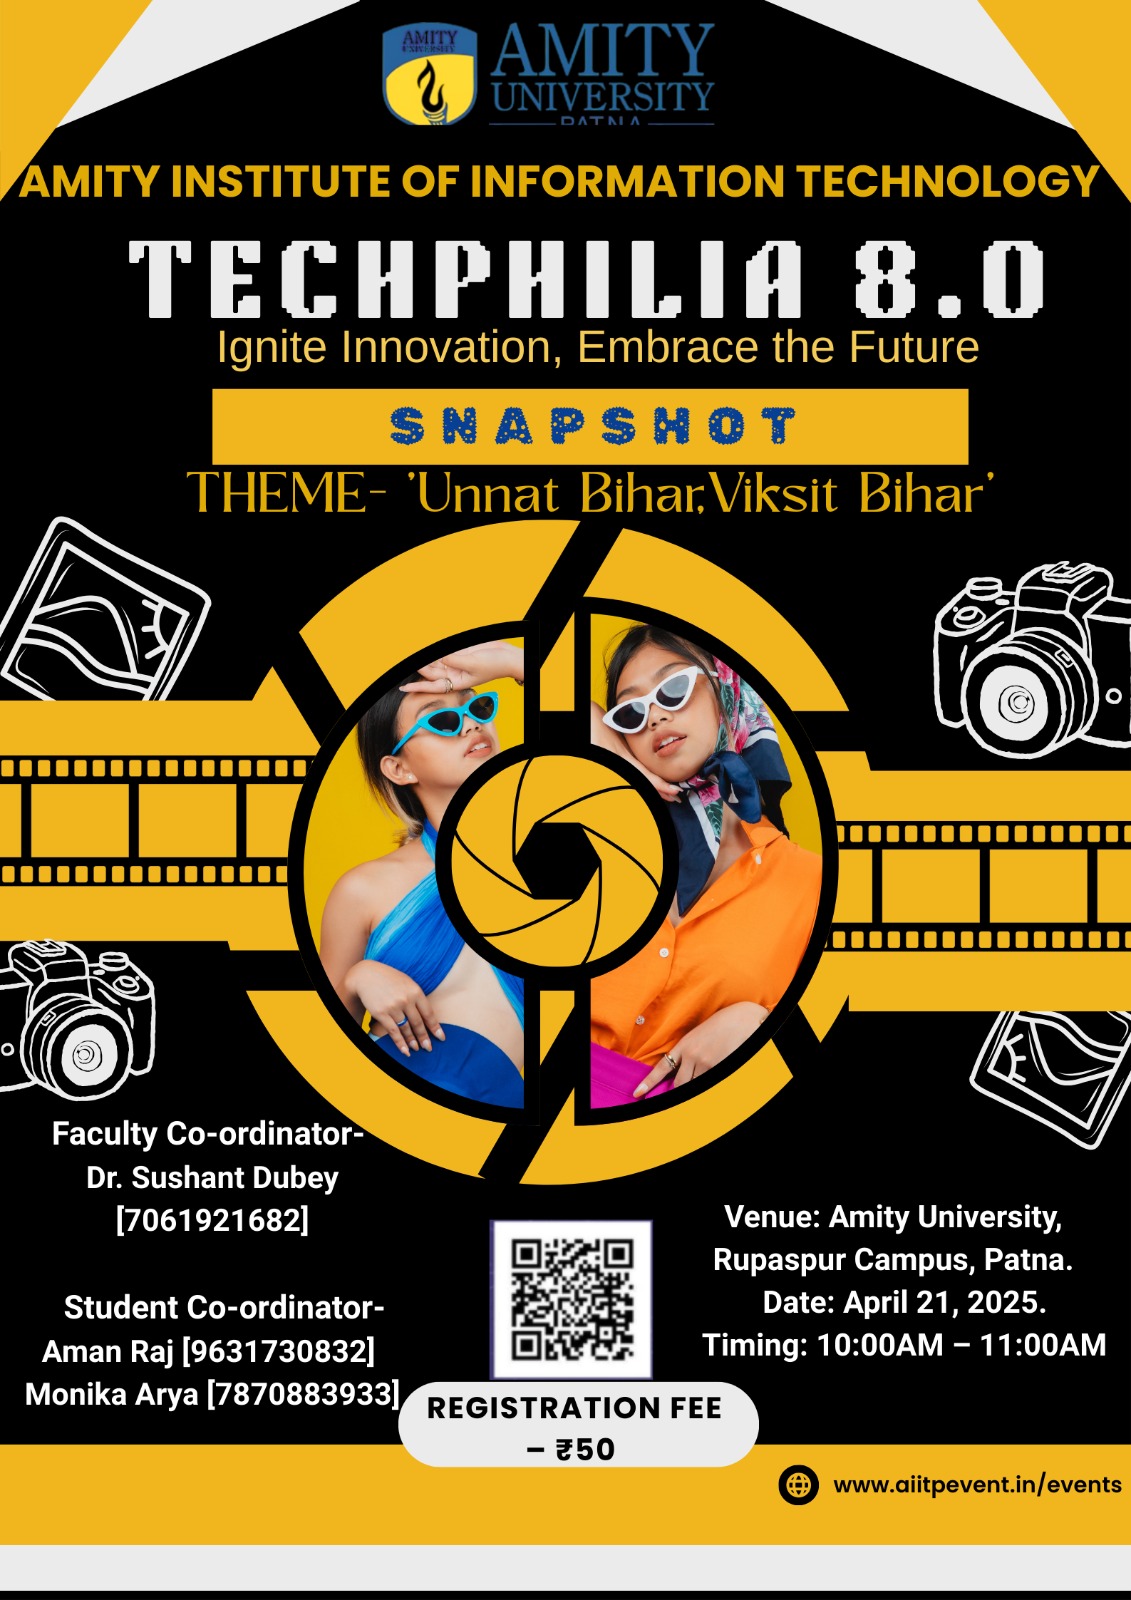 AMITY
UNIVERSITY
AMITY
UNIVERSITY
PATNA
AMITY INSTITUTE OF INFORMATION TECHNOLOGY
TECHPHILIA 8.0
Ignite Innovation, Embrace the Future
SNAPSHOT
THEME- 'Unnat Bihar,Viksit Bihar'
Faculty Co-ordinator-
Dr. Sushant Dubey
[7061921682]
Student Co-ordinator-
Aman Raj [9631730832]
Monika Arya [7870883933]
Venue: Amity University,
Rupaspur Campus, Patna.
Date: April 21, 2025.
Timing: 10:00AM – 11:00AM
REGISTRATION FEE
– ₹50
www.aiitpevent.in/events